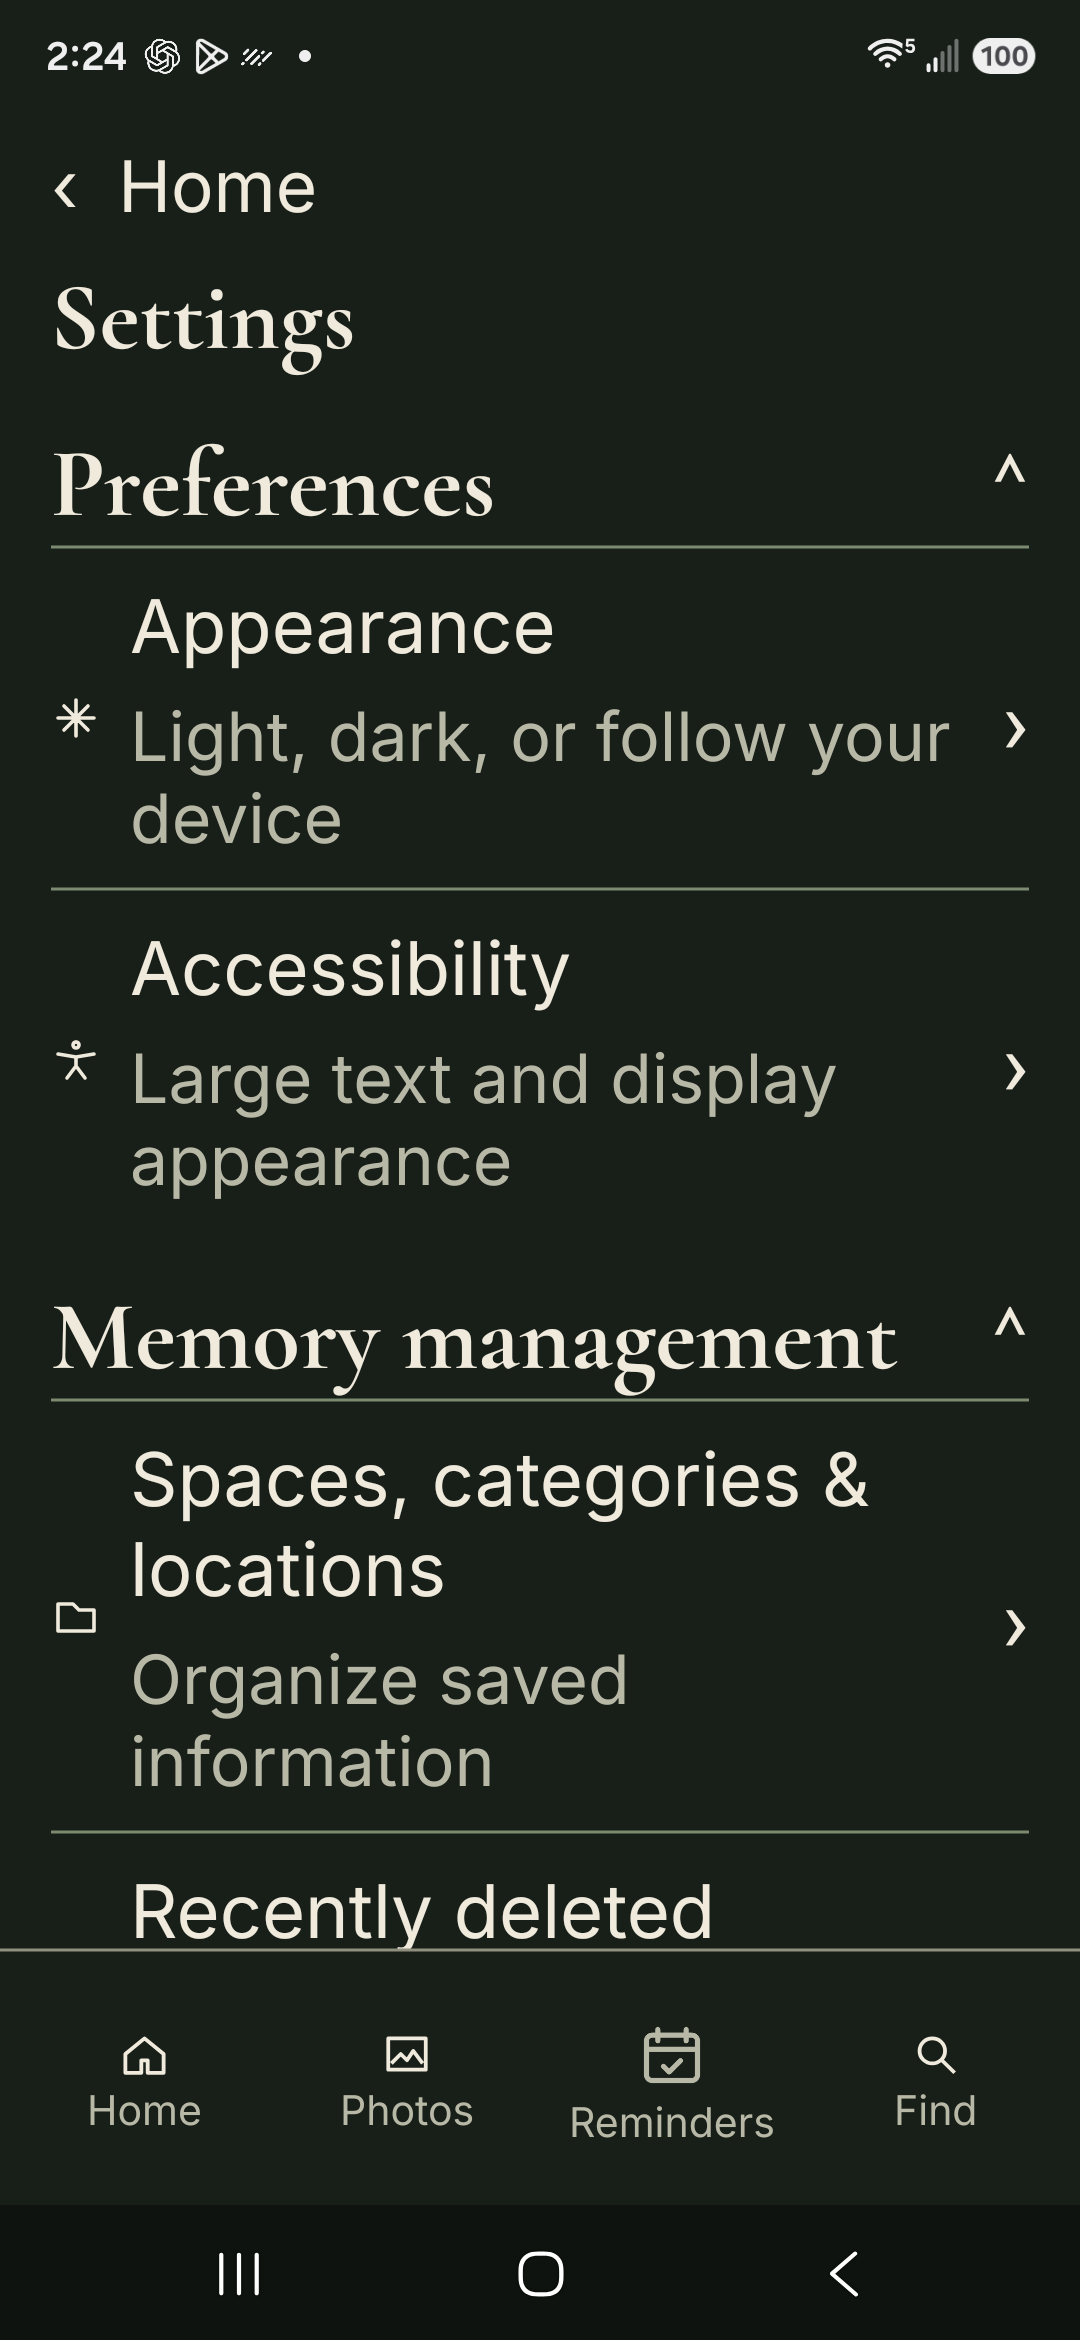 2:24
5
100
Home
Settings
Preferences
Appearance
Light, dark, or follow your
device
Accessibility
Large text and display
appearance
Memory management
Spaces, categories &
locations
Organize saved
information
Recently deleted
Home
Photos
Reminders
Find